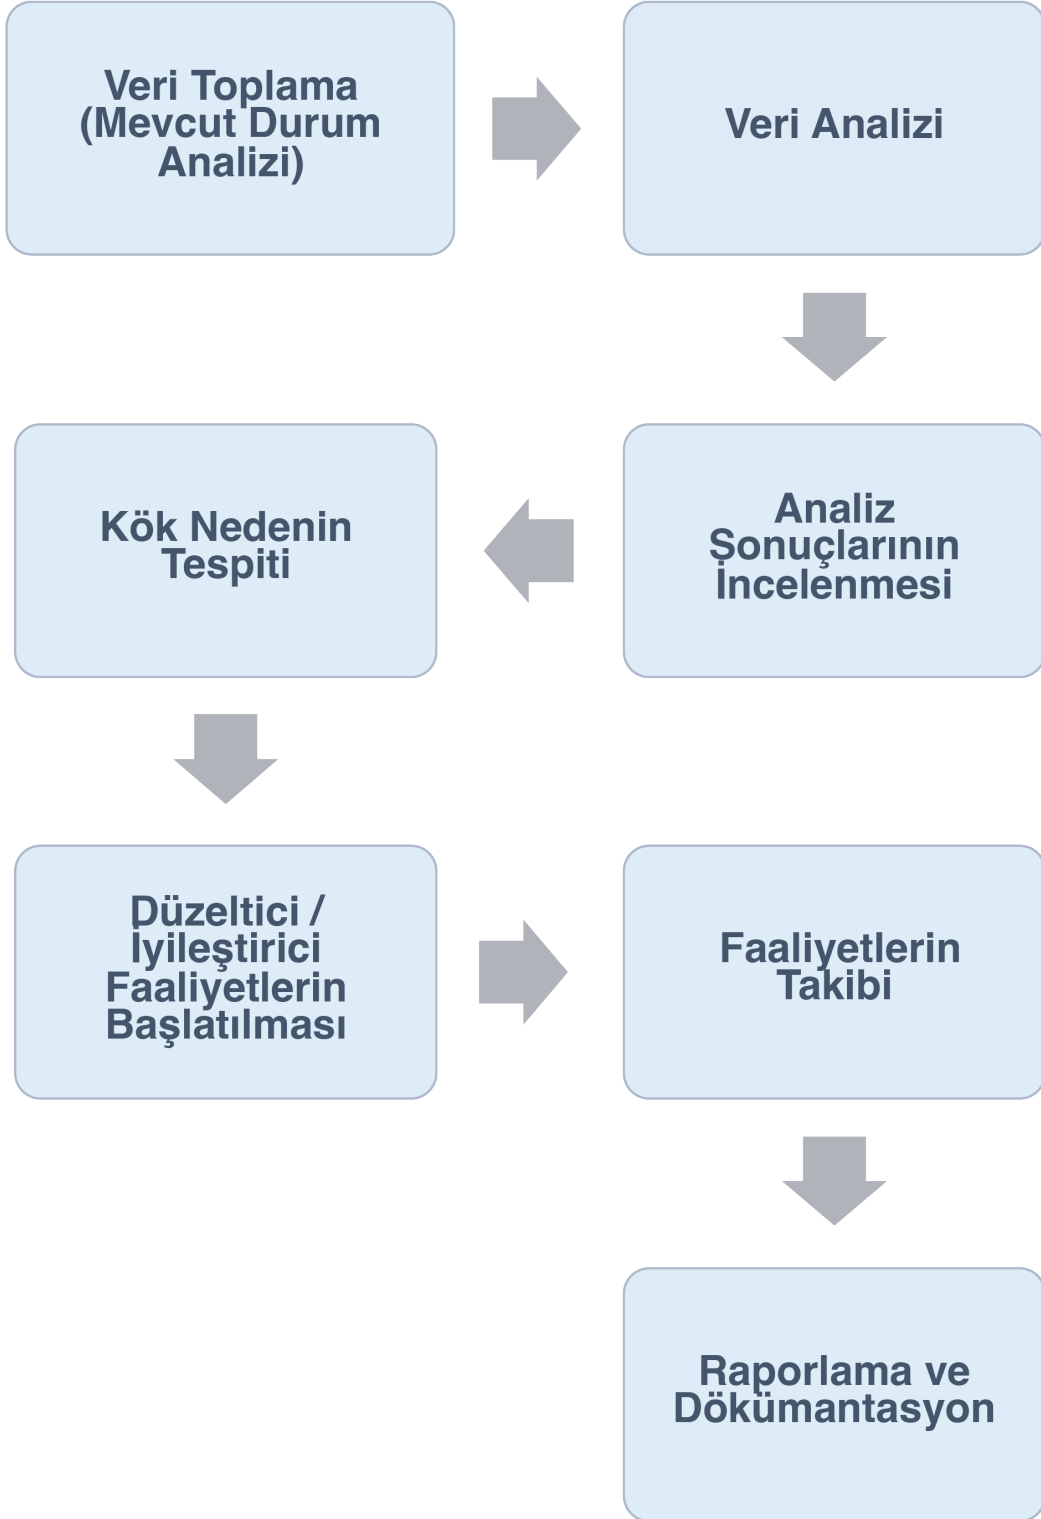 Veri Toplama
(Mevcut Durum
Analizi)
Veri Analizi
Analiz
Sonuçlarının
İncelenmesi
Kök Nedenin
Tespiti
Düzeltici /
İyileştirici
Faaliyetlerin
Başlatılması
Faaliyetlerin
Takibi
Raporlama ve
Dökümantasyon